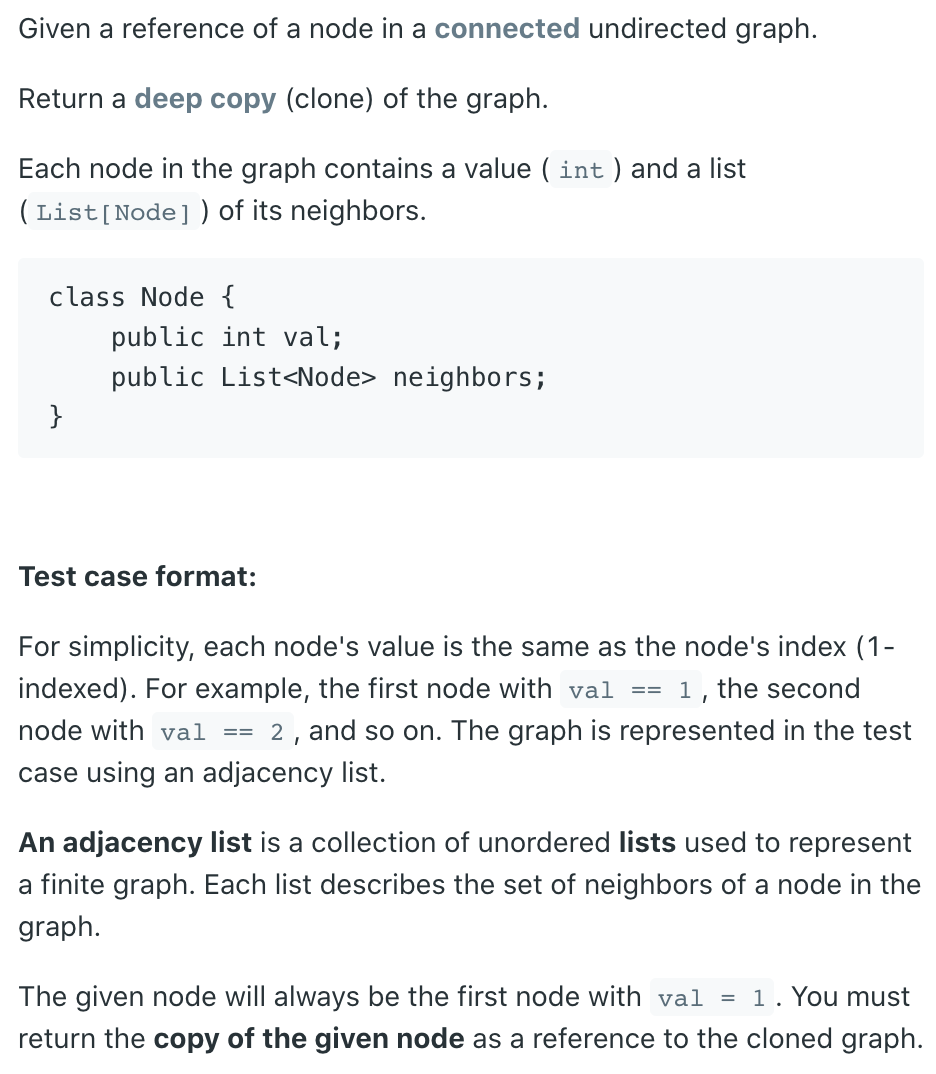 Given a reference of a node in a connected undirected graph.
Return a deep copy (clone) of the graph.
Each node in the graph contains a value ( int ) and a list
( List[Node] ) of its neighbors.
class Node {
    public int val;
    public List<Node> neighbors;
}
Test case format:
For simplicity, each node's value is the same as the node's index (1-
indexed). For example, the first node with val == 1 , the second
node with val == 2 , and so on. The graph is represented in the test
case using an adjacency list.
An adjacency list is a collection of unordered lists used to represent
a finite graph. Each list describes the set of neighbors of a node in the
graph.
The given node will always be the first node with val = 1 . You must
return the copy of the given node as a reference to the cloned graph.